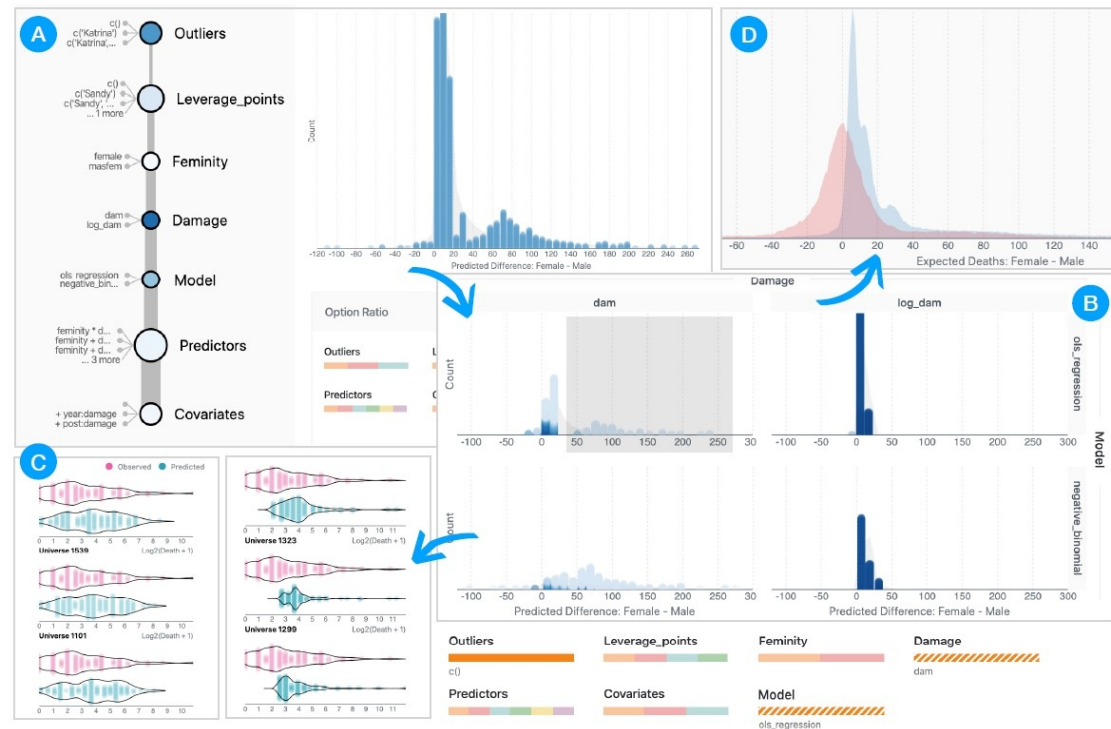 A
c()
c('Katrina')
c('Katrina',...
Outliers
c()
c('Sandy')
c('Sandy', ...
... 1 more
Leverage_points
female
masfem
Feminity
dam
log_dam
Damage
ols regression
negative_bin...
Model
feminity * d...
feminity + d...
feminity + d...
... 3 more
Predictors
+ year:damage
+ post:damage
Covariates
Count
-120 -100 -80 -60 -40 -20 0 20 40 60 80 100 120 140 160 180 200 220 240 260
Predicted Difference: Female - Male
Option Ratio
Outliers
L
Predictors
D
-60 -40 -20 0 20 40 60 80 100 120 140
Expected Deaths: Female - Male
B
Damage
dam
log_dam
Count
ols_regression
-100 -50 0 50 100 150 200 250 30
-100 -50 0 50 100 150 200 250 300
Model
Count
negative_binomial
-100 -50 0 50 100 150 200 250 30
-100 -50 0 50 100 150 200 250 300
Predicted Difference: Female - Male
Predicted Difference: Female - Male
C
Observed
Predicted
0 1 2 3 4 5 6 7 8 9 10
Universe 1539
Log2(Death + 1)
0 1 2 3 4 5 6 7 8 9 10
Universe 1101
Log2(Death + 1)
0 1 2 3 4 5 6 7 8 9 10
0 1 2 3 4 5 6 7 8 9 10 11
Universe 1323
Log2(Death + 1)
0 1 2 3 4 5 6 7 8 9 10 11
Universe 1299
Log2(Death + 1)
0 1 2 3 4 5 6 7 8 9 10 11
Outliers
c()
Leverage_points
Feminity
Damage
dam
Predictors
Covariates
Model
ols_regression